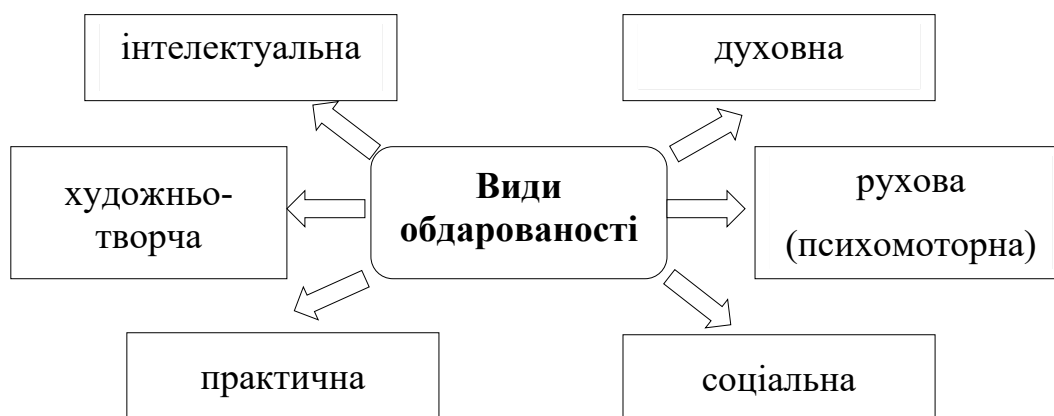 інтелектуальна
духовна
художньо-
творча
Види
обдарованості
рухова
(психомоторна)
практична
соціальна